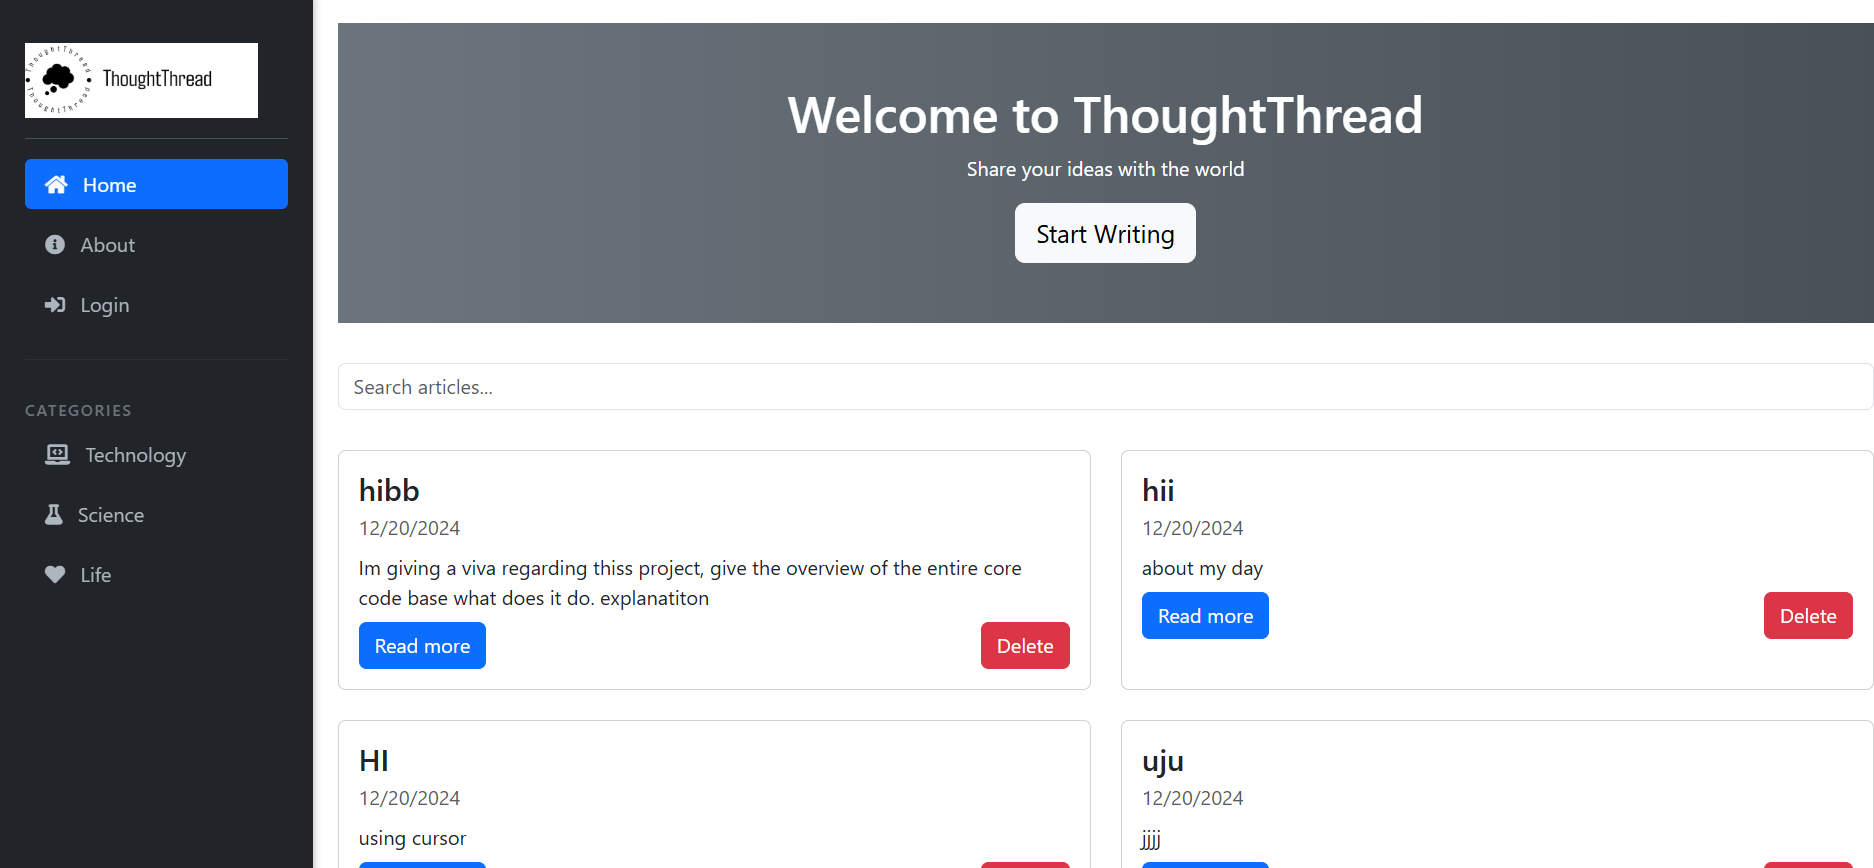 ThoughtThread
ThoughtThread
ThoughtThread
Home
About
Login
CATEGORIES
Technology
Science
Life
Welcome to ThoughtThread
Share your ideas with the world
Start Writing
Search articles...
hibb
12/20/2024
Im giving a viva regarding thiss project, give the overview of the entire core
code base what does it do. explanatiton
Read more
Delete
hii
12/20/2024
about my day
Read more
Delete
HI
12/20/2024
using cursor
uju
12/20/2024
jjjj